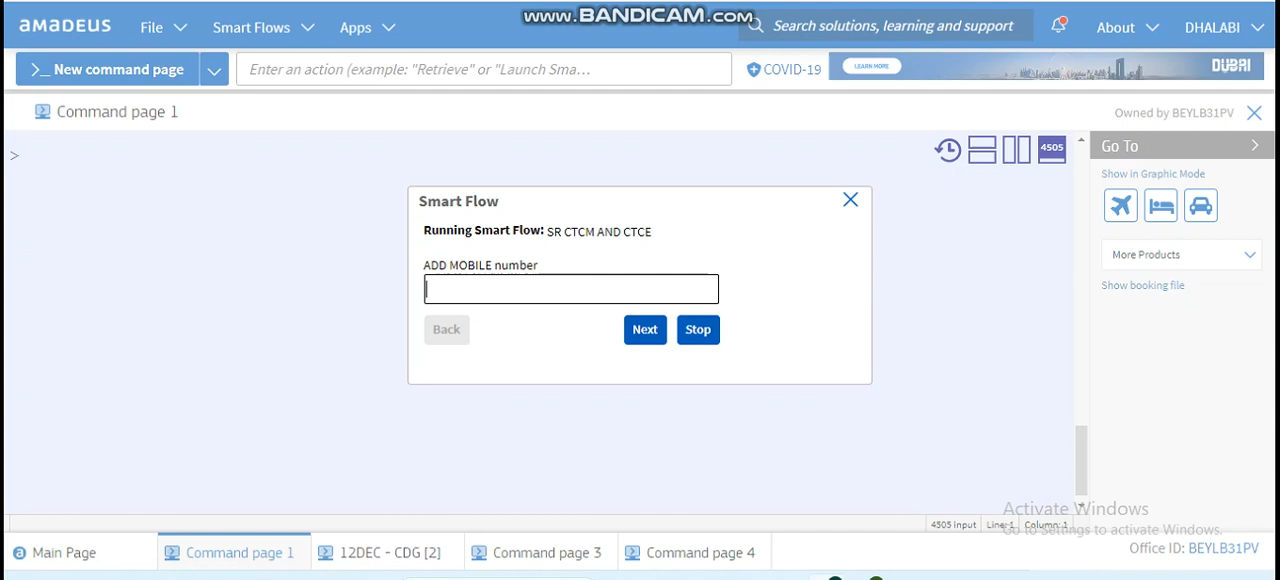 amadeus File Smart Flows Apps www.BANDICAM.com Search solutions, learning and support About DHALABI
>_ New command page Enter an action (example: "Retrieve" or "Launch Sma... COVID-19 LEARN MORE DUBAI
Command page 1 Owned by BEYLB31PV
> 4505 Go To
Show in Graphic Mode
Smart Flow
Running Smart Flow: SR CTCM AND CTCE
More Products
ADD MOBILE number
Show booking file
Back Next Stop
Activate Windows
4505 input Line:1 Column:1
Go to Settings to activate Windows.
a Main Page Command page 1 12DEC - CDG [2] Command page 3 Command page 4 Office ID: BEYLB31PV